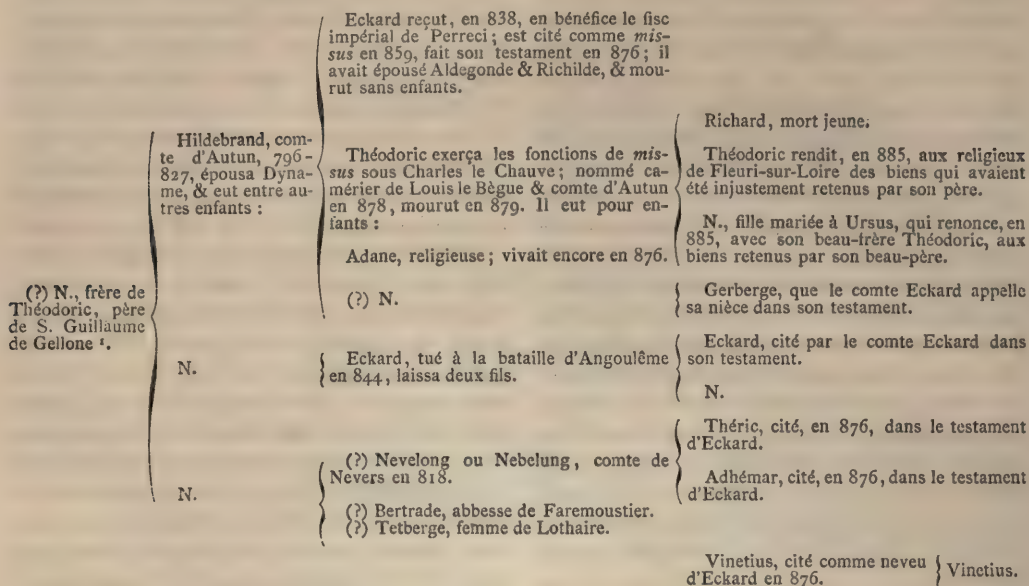 Eckard reçut, en 838, en bénéfice le fisc
impérial de Perreci; est cité comme mis-
sus en 859, fait son testament en 876; il
avait épousé Aldegonde & Richilde, & mou-
rut sans enfants.
Hildebrand, com-
te d'Autun, 796-
827, épousa Dyna-
me, & eut entre au-
tres enfants :
Théodoric exerça les fonctions de mis-
sus sous Charles le Chauve; nommé ca-
mérier de Louis le Bègue & comte d'Autun
en 878, mourut en 879. Il eut pour en-
fants :
Richard, mort jeune.
Théodoric rendit, en 885, aux religieux
de Fleuri-sur-Loire des biens qui avaient
été injustement retenus par son père.
N., fille mariée à Ursus, qui renonce, en
885, avec son beau-frère Théodoric, aux
biens retenus par son beau-père.
Adane, religieuse; vivait encore en 876.
(?) N.
Gerberge, que le comte Eckard appelle
sa nièce dans son testament.
(?) N., frère de
Théodoric, père
de S. Guillaume
de Gellone ¹.
N.
Eckard, tué à la bataille d'Angoulême
en 844, laissa deux fils.
Eckard, cité par le comte Eckard dans
son testament.
N.
N.
(?) Nevelong ou Nebelung, comte de
Nevers en 818.
Théric, cité, en 876, dans le testament
d'Eckard.
Adhémar, cité, en 876, dans le testament
d'Eckard.
(?) Bertrade, abbesse de Faremoustier.
(?) Tetberge, femme de Lothaire.
Vinetius, cité comme neveu
d'Eckard en 876.
Vinetius.